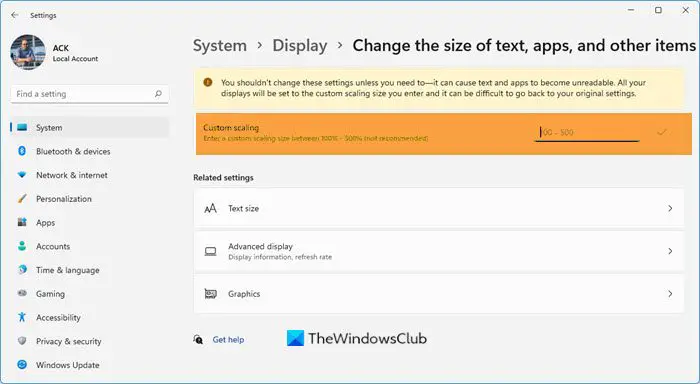 Settings
ACK
Local Account
Find a setting
System
Bluetooth & devices
Network & internet
Personalization
Apps
Accounts
Time & language
Gaming
Accessibility
Privacy & security
Windows Update
System > Display > Change the size of text, apps, and other items
You shouldn't change these settings unless you need to—it can cause text and apps to become unreadable. All your
displays will be set to the custom scaling size you enter and it can be difficult to go back to your original settings.
Custom scaling
Enter a custom scaling size between 100% - 500% (not recommended)
100 – 500
Related settings
Text size
Advanced display
Display information, refresh rate
Graphics
Get help
TheWindowsClub